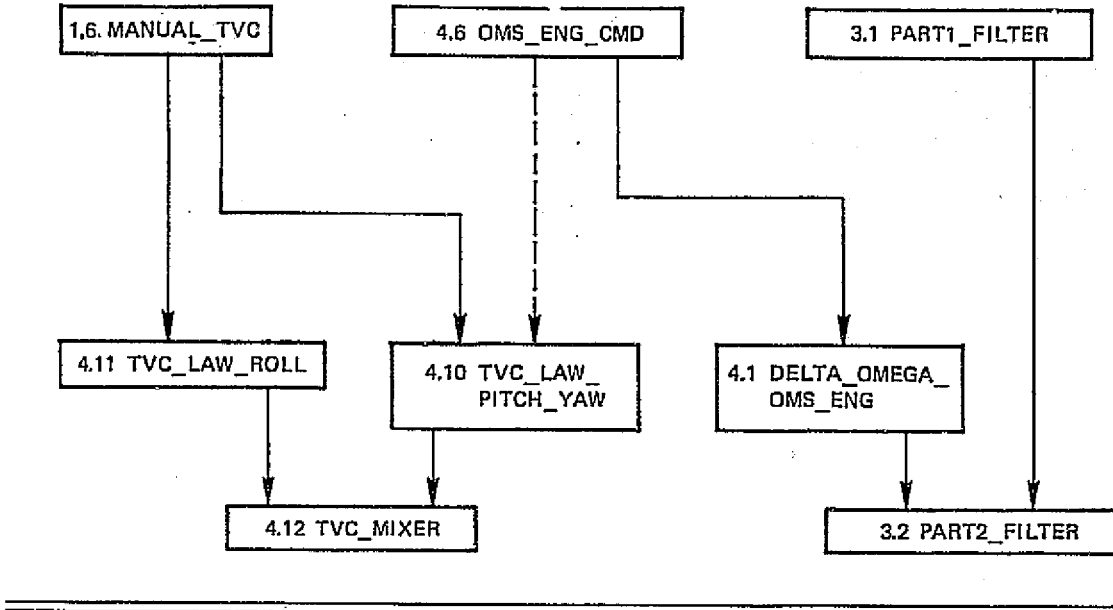 1.6. MANUAL_TVC
4.6 OMS_ENG_CMD
3.1 PART1_FILTER
4.11 TVC_LAW_ROLL
4.10 TVC_LAW_
PITCH_YAW
4.1 DELTA_OMEGA_
OMS_ENG
4.12 TVC_MIXER
3.2 PART2_FILTER